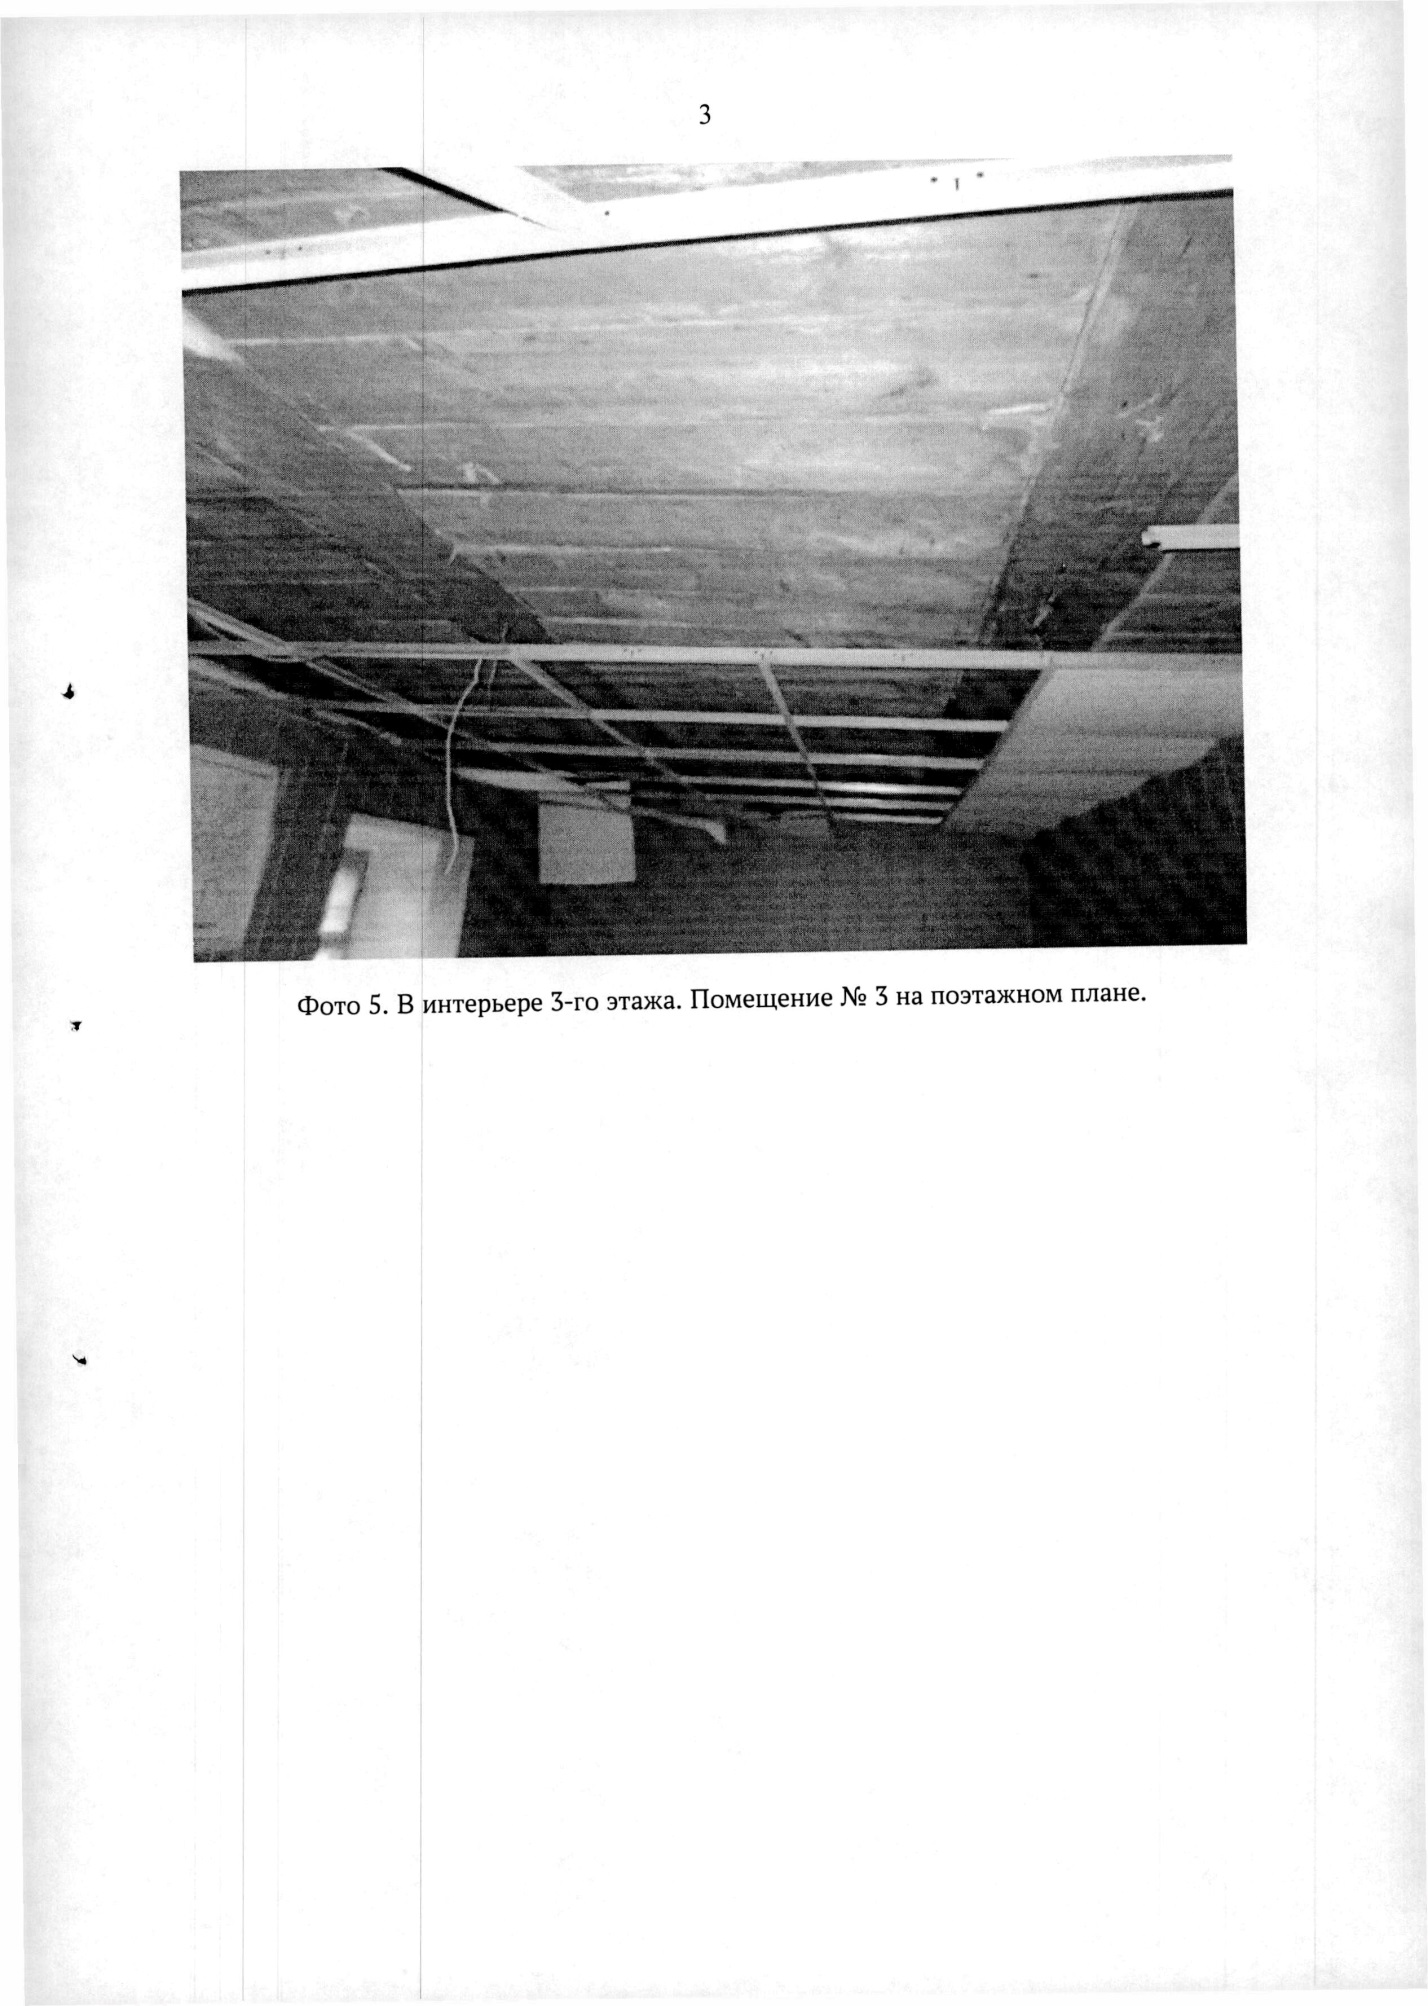 3
Фото 5. В интерьере 3-го этажа. Помещение № 3 на поэтажном плане.